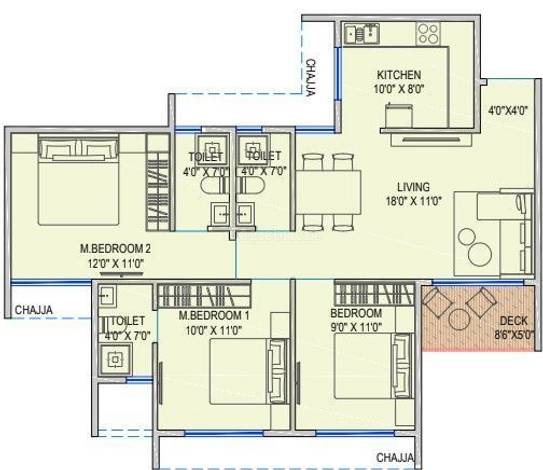 CHAJJA
KITCHEN
10'0" X 8'0"
4'0"X4'0"
TOILET
4'0" X 7'0"
TOILET
4'0" X 7'0"
LIVING
18'0" X 11'0"
M.BEDROOM 2
12'0" X 11'0"
CHAJJA
TOILET
4'0" X 7'0"
M.BEDROOM 1
10'0" X 11'0"
BEDROOM
9'0" X 11'0"
DECK
8'6"X5'0"
CHAJJA